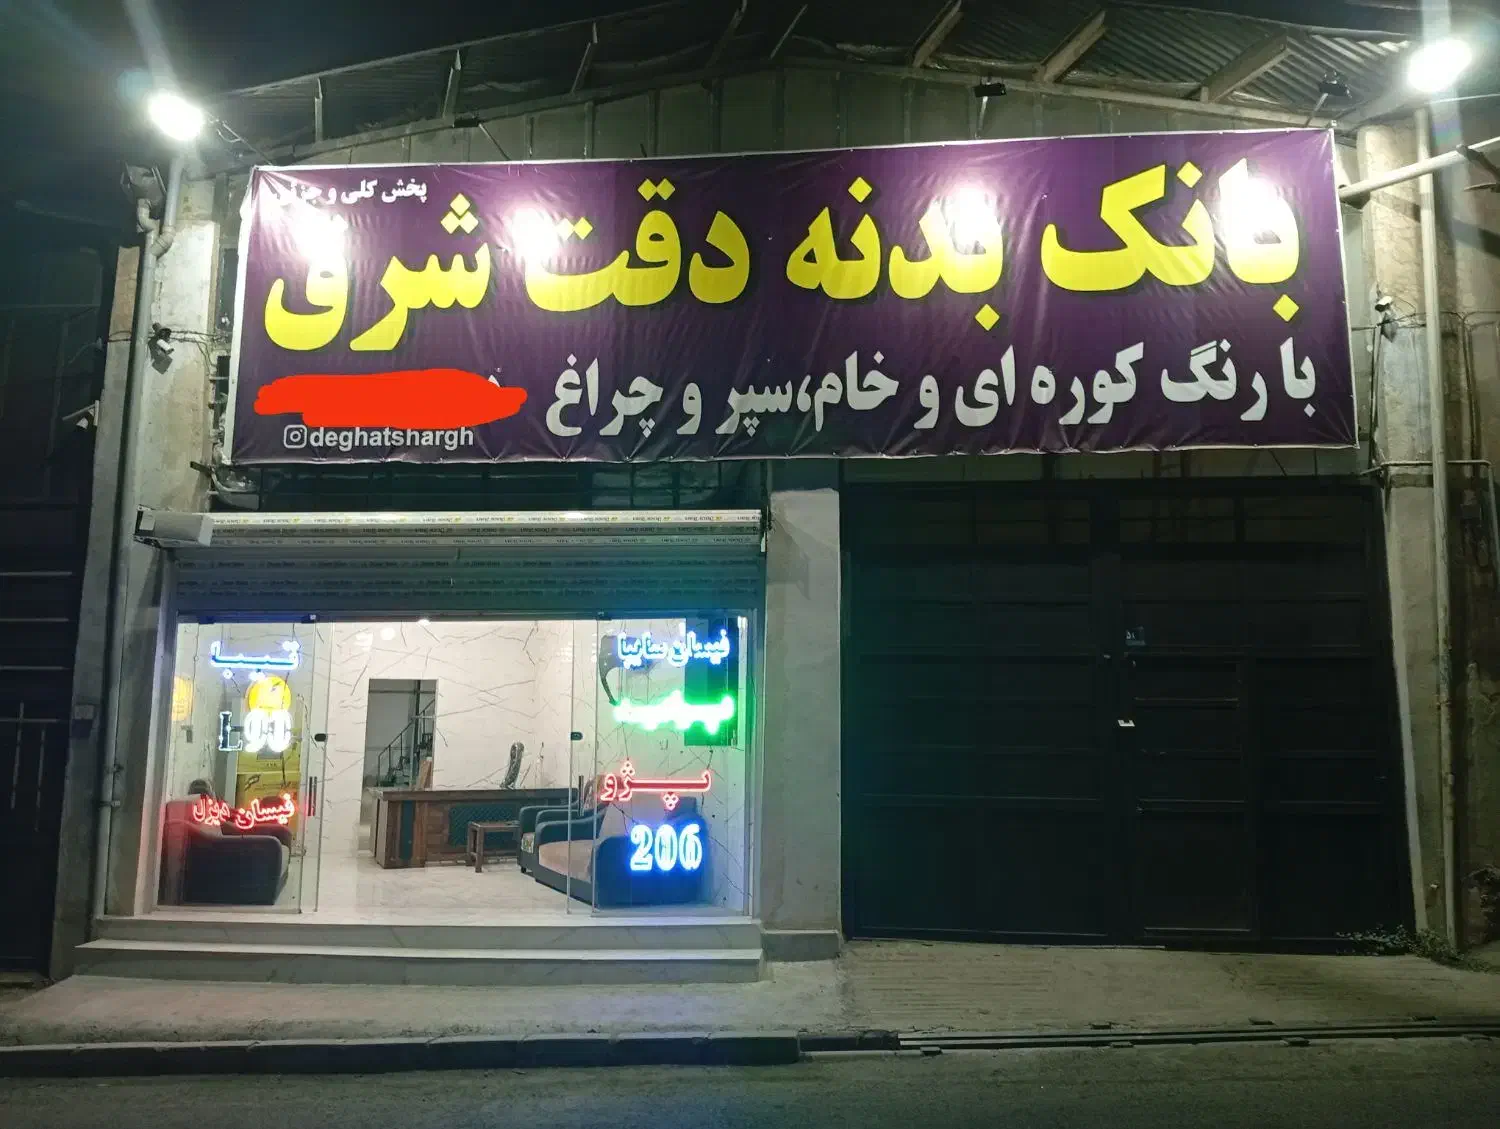 پخش کلی و جزئی
بانک بدنه دقت شرق
با رنگ کوره ای و خام،سپر و چراغ
deghatshargh
تیبا
L90
نیسان دیزل
نیسان سایپا
پژو
206